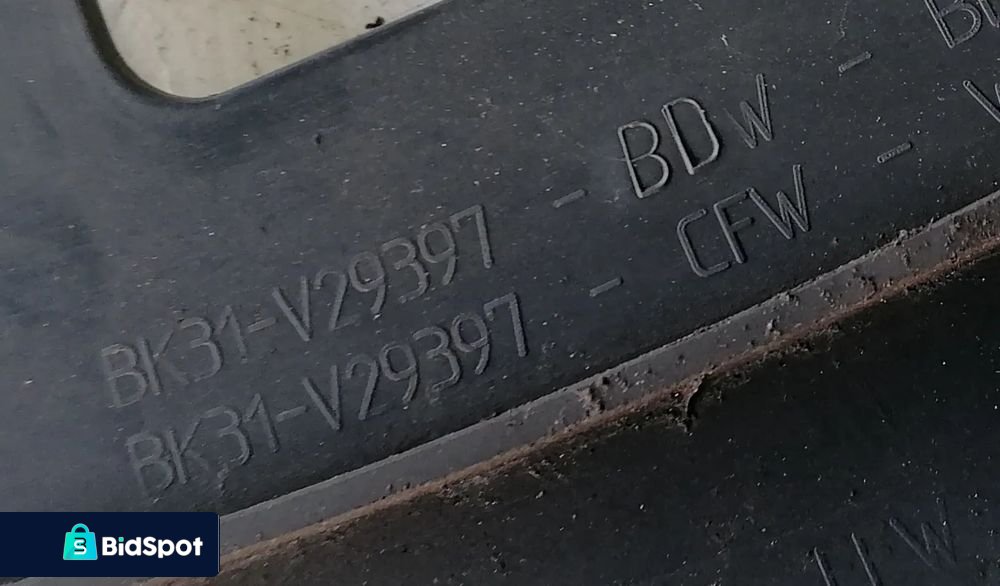 BK31-V29397 - BDW -
BK31-V29397 - CFW -
BidSpot